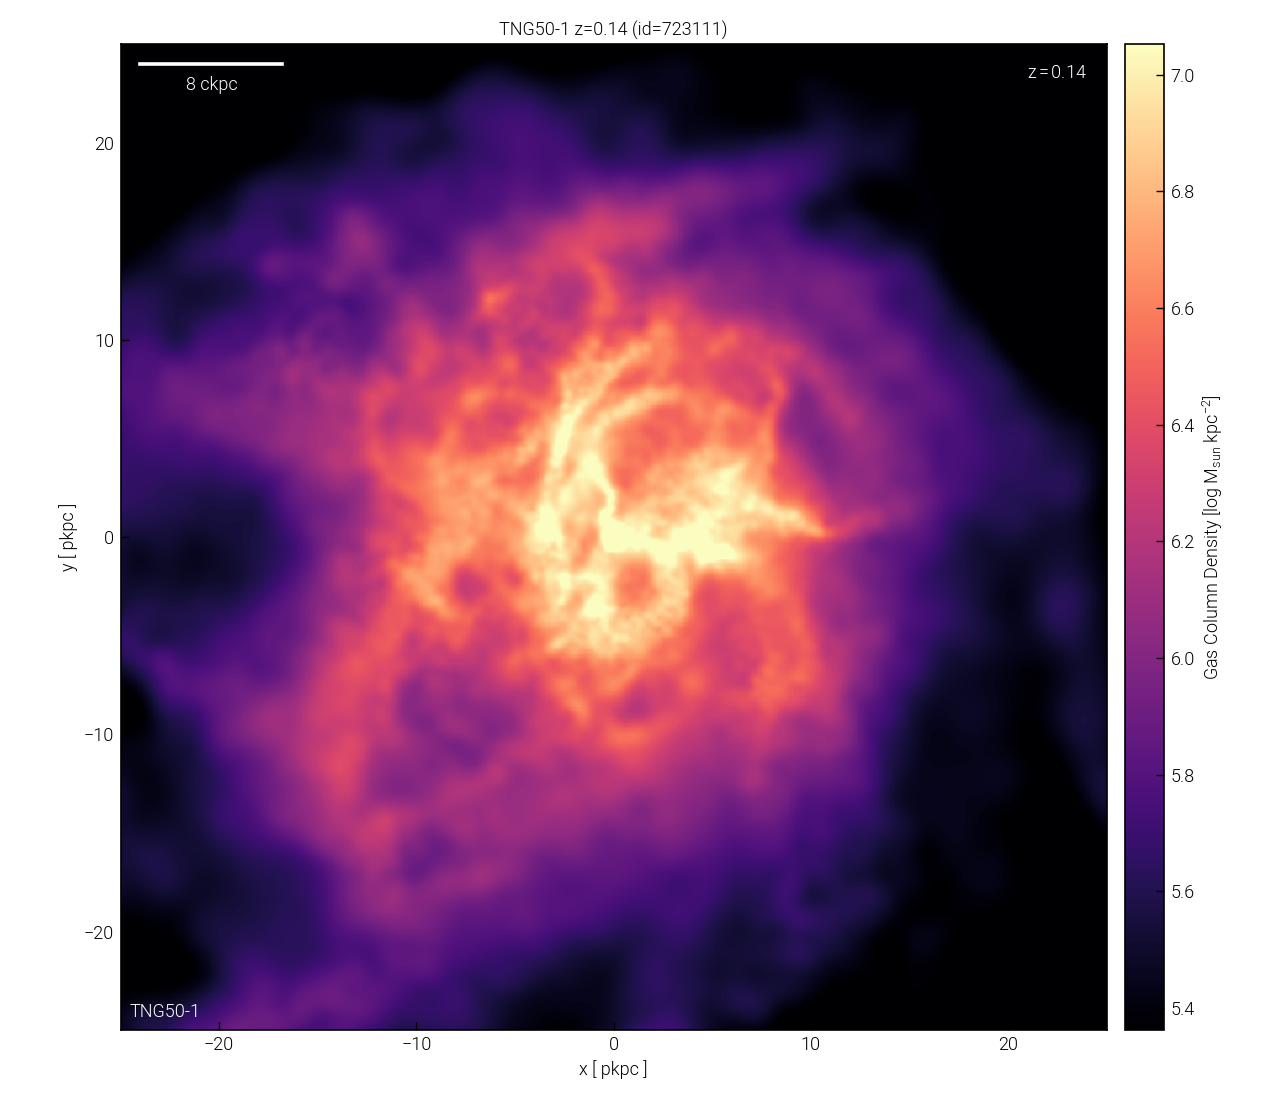 TNG50-1 z=0.14 (id=723111)
8 ckpc
z=0.14
TNG50-1
20
10
0
−10
−20
y [ pkpc ]
−20
−10
0
10
20
x [ pkpc ]
7.0
6.8
6.6
6.4
6.2
6.0
5.8
5.6
5.4
Gas Column Density [log M_sun kpc^−2]